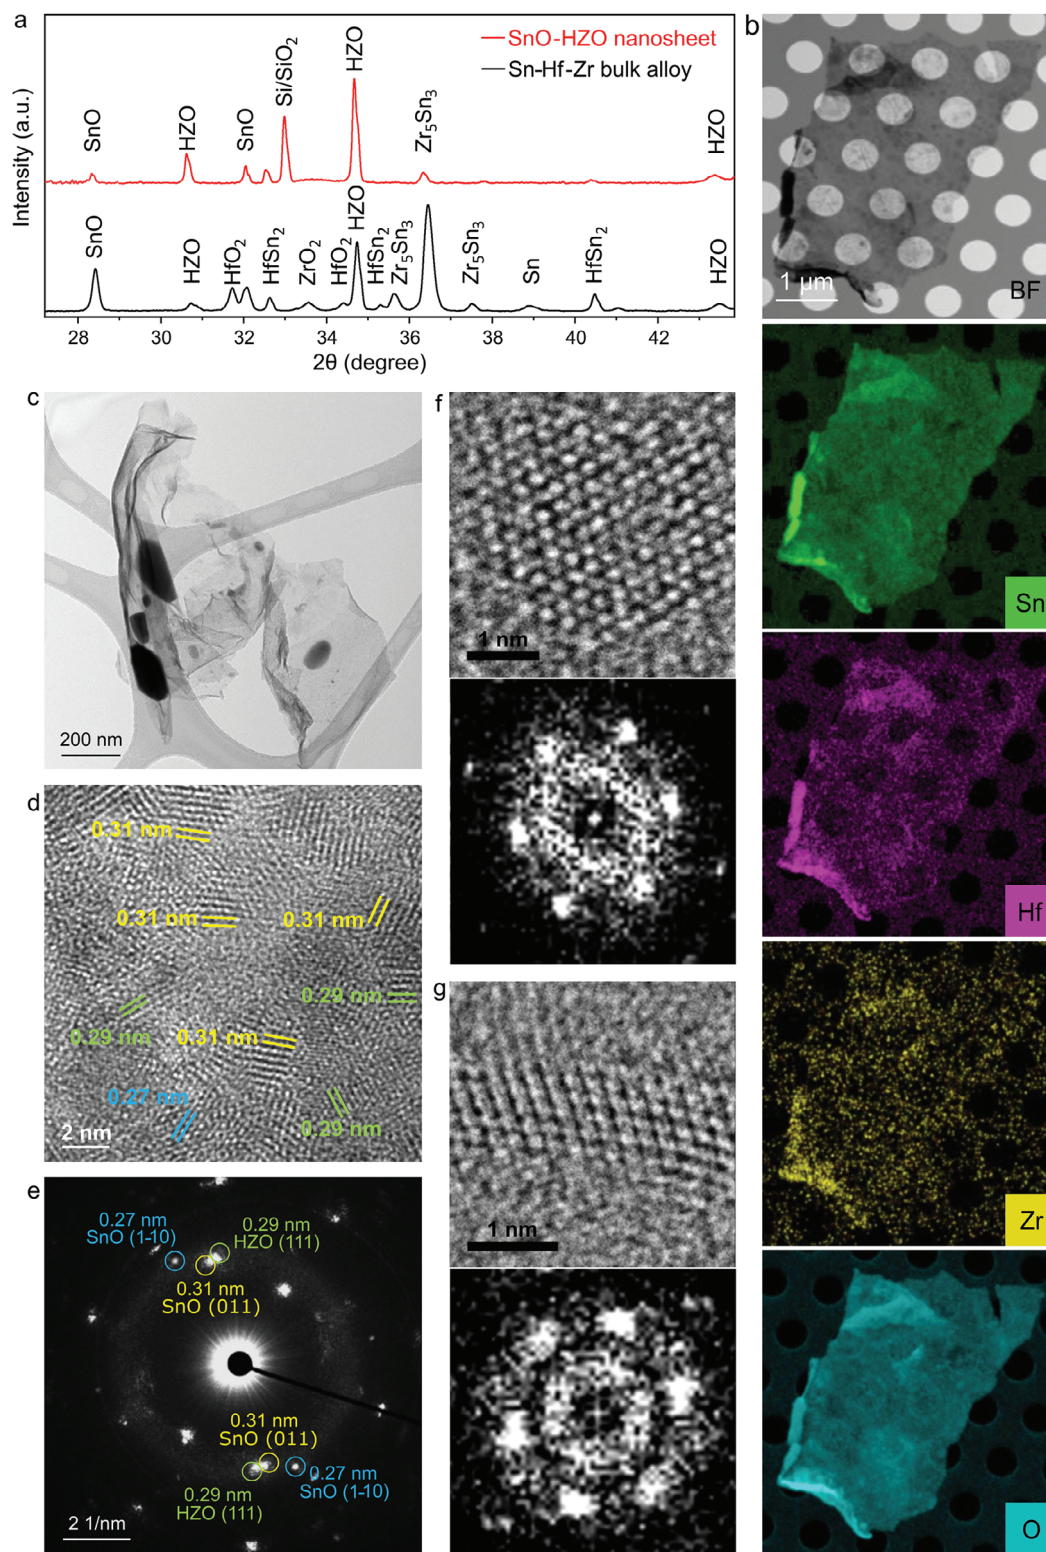 a
SnO-HZO nanosheet
Sn-Hf-Zr bulk alloy
Intensity (a.u.)
SnO
HZO
SnO
Si/SiO₂
HZO
Zr₅Sn₃
HZO
SnO
HZO
HfO₂
HfSn₂
ZrO₂
HfO₂
HZO
HfSn₂
Zr₅Sn₃
Zr₅Sn₃
Sn
HfSn₂
HZO
28 30 32 34 36 38 40 42
2θ (degree)
b
1 µm
BF
Sn
Hf
Zr
O
c
200 nm
d
0.31 nm
0.31 nm
0.31 nm
0.29 nm
0.29 nm
0.31 nm
0.27 nm
0.29 nm
2 nm
e
0.27 nm
SnO (1-10)
0.29 nm
HZO (111)
0.31 nm
SnO (011)
0.31 nm
SnO (011)
0.27 nm
SnO (1-10)
0.29 nm
HZO (111)
2 1/nm
f
1 nm
g
1 nm